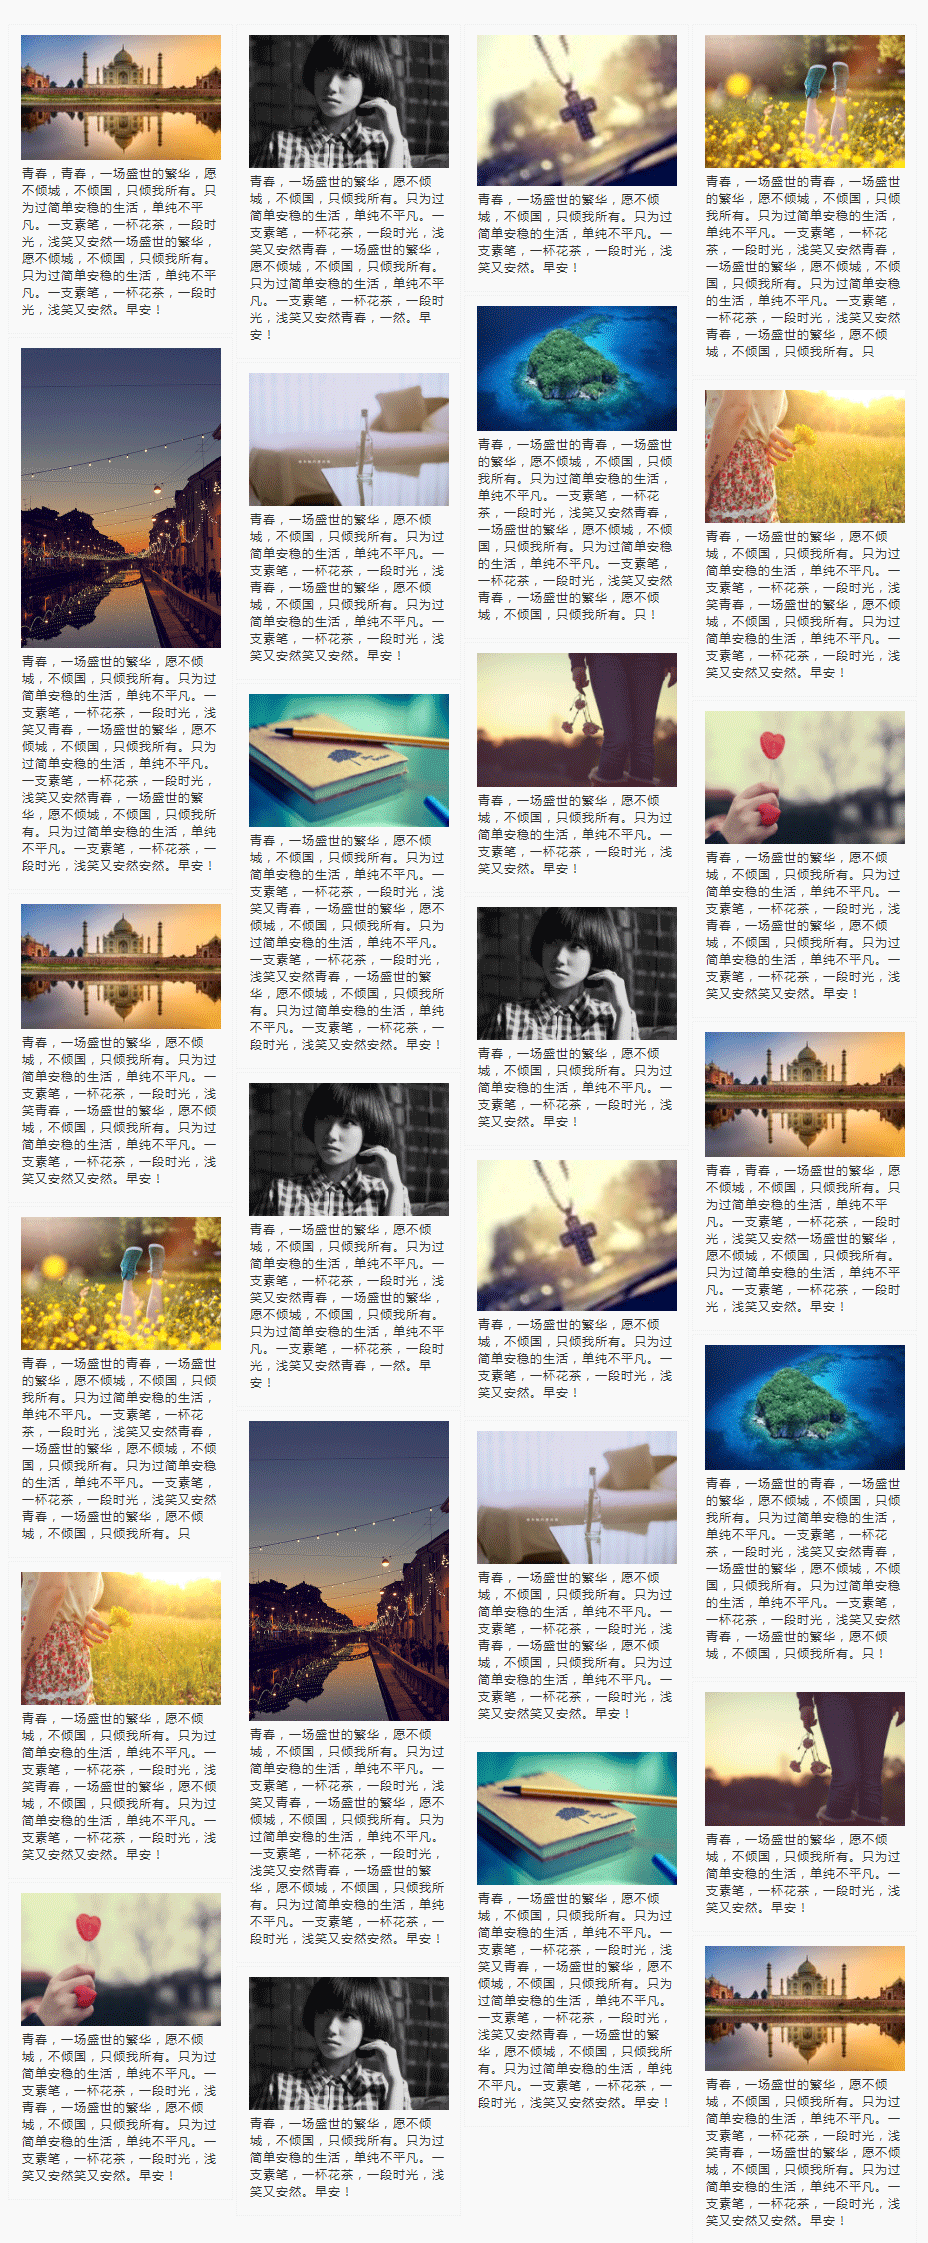 青春，青春，一场盛世的繁华，愿
不倾城，不倾国，只倾我所有。只
为过简单安稳的生活，单纯不平
凡。一支素笔，一杯花茶，一段时
光，浅笑又安然一场盛世的繁华，
愿不倾城，不倾国，只倾我所有。
只为过简单安稳的生活，单纯不平
凡。一支素笔，一杯花茶，一段时
光，浅笑又安然。早安！
青春，一场盛世的繁华，愿不倾
城，不倾国，只倾我所有。只为过
简单安稳的生活，单纯不平凡。一
支素笔，一杯花茶，一段时光，浅
笑又青春，一场盛世的繁华，愿不
倾城，不倾国，只倾我所有。只为
过简单安稳的生活，单纯不平凡。
一支素笔，一杯花茶，一段时光，
浅笑又安然青春，一场盛世的繁
华，愿不倾城，不倾国，只倾我所
有。只为过简单安稳的生活，单纯
不平凡。一支素笔，一杯花茶，一
段时光，浅笑又安然安然。早安！
青春，一场盛世的繁华，愿不倾
城，不倾国，只倾我所有。只为过
简单安稳的生活，单纯不平凡。一
支素笔，一杯花茶，一段时光，浅
笑青春，一场盛世的繁华，愿不倾
城，不倾国，只倾我所有。只为过
简单安稳的生活，单纯不平凡。一
支素笔，一杯花茶，一段时光，浅
笑又安然又安然。早安！
青春，一场盛世的青春，一场盛世
的繁华，愿不倾城，不倾国，只倾
我所有。只为过简单安稳的生活，
单纯不平凡。一支素笔，一杯花
茶，一段时光，浅笑又安然青春，
一场盛世的繁华，愿不倾城，不倾
国，只倾我所有。只为过简单安稳
的生活，单纯不平凡。一支素笔，
一杯花茶，一段时光，浅笑又安然
青春，一场盛世的繁华，愿不倾
城，不倾国，只倾我所有。只
青春，一场盛世的繁华，愿不倾
城，不倾国，只倾我所有。只为过
简单安稳的生活，单纯不平凡。一
支素笔，一杯花茶，一段时光，浅
笑青春，一场盛世的繁华，愿不倾
城，不倾国，只倾我所有。只为过
简单安稳的生活，单纯不平凡。一
支素笔，一杯花茶，一段时光，浅
笑又安然又安然。早安！
青春，一场盛世的繁华，愿不倾
城，不倾国，只倾我所有。只为过
简单安稳的生活，单纯不平凡。一
支素笔，一杯花茶，一段时光，浅
青春，一场盛世的繁华，愿不倾
城，不倾国，只倾我所有。只为过
简单安稳的生活，单纯不平凡。一
支素笔，一杯花茶，一段时光，浅
笑又安然笑又安然。早安！
青春，一场盛世的繁华，愿不倾
城，不倾国，只倾我所有。只为过
简单安稳的生活，单纯不平凡。一
支素笔，一杯花茶，一段时光，浅
笑又安然青春，一场盛世的繁华，
愿不倾城，不倾国，只倾我所有。
只为过简单安稳的生活，单纯不平
凡。一支素笔，一杯花茶，一段时
光，浅笑又安然青春，一然。早
安！
青春，一场盛世的繁华，愿不倾
城，不倾国，只倾我所有。只为过
简单安稳的生活，单纯不平凡。一
支素笔，一杯花茶，一段时光，浅
青春，一场盛世的繁华，愿不倾
城，不倾国，只倾我所有。只为过
简单安稳的生活，单纯不平凡。一
支素笔，一杯花茶，一段时光，浅
笑又安然笑又安然。早安！
青春，一场盛世的繁华，愿不倾
城，不倾国，只倾我所有。只为过
简单安稳的生活，单纯不平凡。一
支素笔，一杯花茶，一段时光，浅
笑又青春，一场盛世的繁华，愿不
倾城，不倾国，只倾我所有。只为
过简单安稳的生活，单纯不平凡。
一支素笔，一杯花茶，一段时光，
浅笑又安然青春，一场盛世的繁
华，愿不倾城，不倾国，只倾我所
有。只为过简单安稳的生活，单纯
不平凡。一支素笔，一杯花茶，一
段时光，浅笑又安然安然。早安！
青春，一场盛世的繁华，愿不倾
城，不倾国，只倾我所有。只为过
简单安稳的生活，单纯不平凡。一
支素笔，一杯花茶，一段时光，浅
笑又安然青春，一场盛世的繁华，
愿不倾城，不倾国，只倾我所有。
只为过简单安稳的生活，单纯不平
凡。一支素笔，一杯花茶，一段时
光，浅笑又安然青春，一然。早
安！
青春，一场盛世的繁华，愿不倾
城，不倾国，只倾我所有。只为过
简单安稳的生活，单纯不平凡。一
支素笔，一杯花茶，一段时光，浅
笑又青春，一场盛世的繁华，愿不
倾城，不倾国，只倾我所有。只为
过简单安稳的生活，单纯不平凡。
一支素笔，一杯花茶，一段时光，
浅笑又安然青春，一场盛世的繁
华，愿不倾城，不倾国，只倾我所
有。只为过简单安稳的生活，单纯
不平凡。一支素笔，一杯花茶，一
段时光，浅笑又安然安然。早安！
青春，一场盛世的繁华，愿不倾
城，不倾国，只倾我所有。只为过
简单安稳的生活，单纯不平凡。一
支素笔，一杯花茶，一段时光，浅
笑又安然。早安！
青春，一场盛世的繁华，愿不倾
城，不倾国，只倾我所有。只为过
简单安稳的生活，单纯不平凡。一
支素笔，一杯花茶，一段时光，浅
笑又安然。早安！
青春，一场盛世的青春，一场盛世
的繁华，愿不倾城，不倾国，只倾
我所有。只为过简单安稳的生活，
单纯不平凡。一支素笔，一杯花
茶，一段时光，浅笑又安然青春，
一场盛世的繁华，愿不倾城，不倾
国，只倾我所有。只为过简单安稳
的生活，单纯不平凡。一支素笔，
一杯花茶，一段时光，浅笑又安然
青春，一场盛世的繁华，愿不倾
城，不倾国，只倾我所有。只！
青春，一场盛世的繁华，愿不倾
城，不倾国，只倾我所有。只为过
简单安稳的生活，单纯不平凡。一
支素笔，一杯花茶，一段时光，浅
笑又安然。早安！
青春，一场盛世的繁华，愿不倾
城，不倾国，只倾我所有。只为过
简单安稳的生活，单纯不平凡。一
支素笔，一杯花茶，一段时光，浅
笑又安然。早安！
青春，一场盛世的繁华，愿不倾
城，不倾国，只倾我所有。只为过
简单安稳的生活，单纯不平凡。一
支素笔，一杯花茶，一段时光，浅
笑又安然。早安！
青春，一场盛世的繁华，愿不倾
城，不倾国，只倾我所有。只为过
简单安稳的生活，单纯不平凡。一
支素笔，一杯花茶，一段时光，浅
青春，一场盛世的繁华，愿不倾
城，不倾国，只倾我所有。只为过
简单安稳的生活，单纯不平凡。一
支素笔，一杯花茶，一段时光，浅
笑又安然笑又安然。早安！
青春，一场盛世的繁华，愿不倾
城，不倾国，只倾我所有。只为过
简单安稳的生活，单纯不平凡。一
支素笔，一杯花茶，一段时光，浅
笑又青春，一场盛世的繁华，愿不
倾城，不倾国，只倾我所有。只为
过简单安稳的生活，单纯不平凡。
一支素笔，一杯花茶，一段时光，
浅笑又安然青春，一场盛世的繁
华，愿不倾城，不倾国，只倾我所
有。只为过简单安稳的生活，单纯
不平凡。一支素笔，一杯花茶，一
段时光，浅笑又安然安然。早安！
青春，一场盛世的青春，一场盛世
的繁华，愿不倾城，不倾国，只倾
我所有。只为过简单安稳的生活，
单纯不平凡。一支素笔，一杯花
茶，一段时光，浅笑又安然青春，
一场盛世的繁华，愿不倾城，不倾
国，只倾我所有。只为过简单安稳
的生活，单纯不平凡。一支素笔，
一杯花茶，一段时光，浅笑又安然
青春，一场盛世的繁华，愿不倾
城，不倾国，只倾我所有。只
青春，一场盛世的繁华，愿不倾
城，不倾国，只倾我所有。只为过
简单安稳的生活，单纯不平凡。一
支素笔，一杯花茶，一段时光，浅
笑青春，一场盛世的繁华，愿不倾
城，不倾国，只倾我所有。只为过
简单安稳的生活，单纯不平凡。一
支素笔，一杯花茶，一段时光，浅
笑又安然又安然。早安！
青春，一场盛世的繁华，愿不倾
城，不倾国，只倾我所有。只为过
简单安稳的生活，单纯不平凡。一
支素笔，一杯花茶，一段时光，浅
青春，一场盛世的繁华，愿不倾
城，不倾国，只倾我所有。只为过
简单安稳的生活，单纯不平凡。一
支素笔，一杯花茶，一段时光，浅
笑又安然笑又安然。早安！
青春，青春，一场盛世的繁华，愿
不倾城，不倾国，只倾我所有。只
为过简单安稳的生活，单纯不平
凡。一支素笔，一杯花茶，一段时
光，浅笑又安然一场盛世的繁华，
愿不倾城，不倾国，只倾我所有。
只为过简单安稳的生活，单纯不平
凡。一支素笔，一杯花茶，一段时
光，浅笑又安然。早安！
青春，一场盛世的青春，一场盛世
的繁华，愿不倾城，不倾国，只倾
我所有。只为过简单安稳的生活，
单纯不平凡。一支素笔，一杯花
茶，一段时光，浅笑又安然青春，
一场盛世的繁华，愿不倾城，不倾
国，只倾我所有。只为过简单安稳
的生活，单纯不平凡。一支素笔，
一杯花茶，一段时光，浅笑又安然
青春，一场盛世的繁华，愿不倾
城，不倾国，只倾我所有。只！
青春，一场盛世的繁华，愿不倾
城，不倾国，只倾我所有。只为过
简单安稳的生活，单纯不平凡。一
支素笔，一杯花茶，一段时光，浅
笑又安然。早安！
青春，一场盛世的繁华，愿不倾
城，不倾国，只倾我所有。只为过
简单安稳的生活，单纯不平凡。一
支素笔，一杯花茶，一段时光，浅
笑青春，一场盛世的繁华，愿不倾
城，不倾国，只倾我所有。只为过
简单安稳的生活，单纯不平凡。一
支素笔，一杯花茶，一段时光，浅
笑又安然又安然。早安！